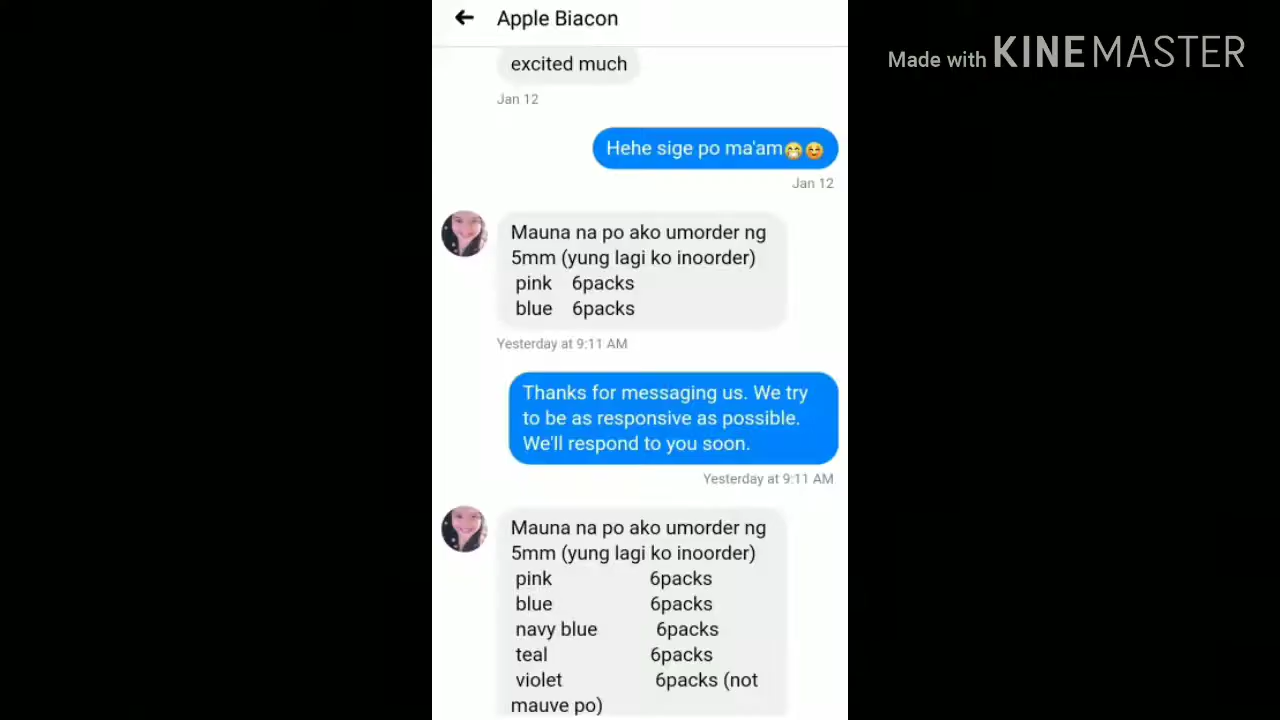 Apple Biacon
Made with KINEMASTER
excited much
Jan 12
Hehe sige po ma'am😁☺️
Jan 12
Mauna na po ako umorder ng
5mm (yung lagi ko inoorder)
pink 6packs
blue 6packs
Yesterday at 9:11 AM
Thanks for messaging us. We try
to be as responsive as possible.
We'll respond to you soon.
Yesterday at 9:11 AM
Mauna na po ako umorder ng
5mm (yung lagi ko inoorder)
pink 6packs
blue 6packs
navy blue 6packs
teal 6packs
violet 6packs (not
mauve po)